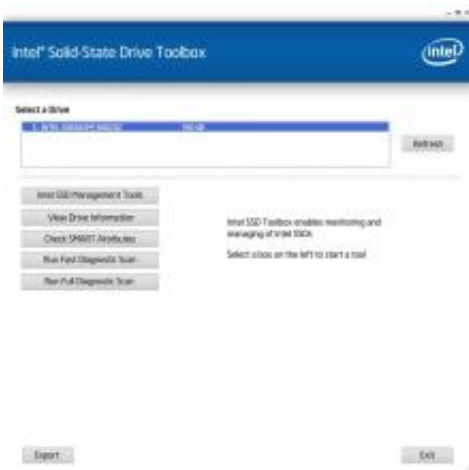 Intel® Solid-State Drive Toolbox
intel
Select a Drive
Refresh
Intel SSD Management Tools
View Drive Information
Check SMART Attributes
Run Fast Diagnostic Scan
Run Full Diagnostic Scan
Intel SSD Toolbox enables monitoring and
managing of Intel SSDs.
Select a box on the left to start a tool
Export
Exit